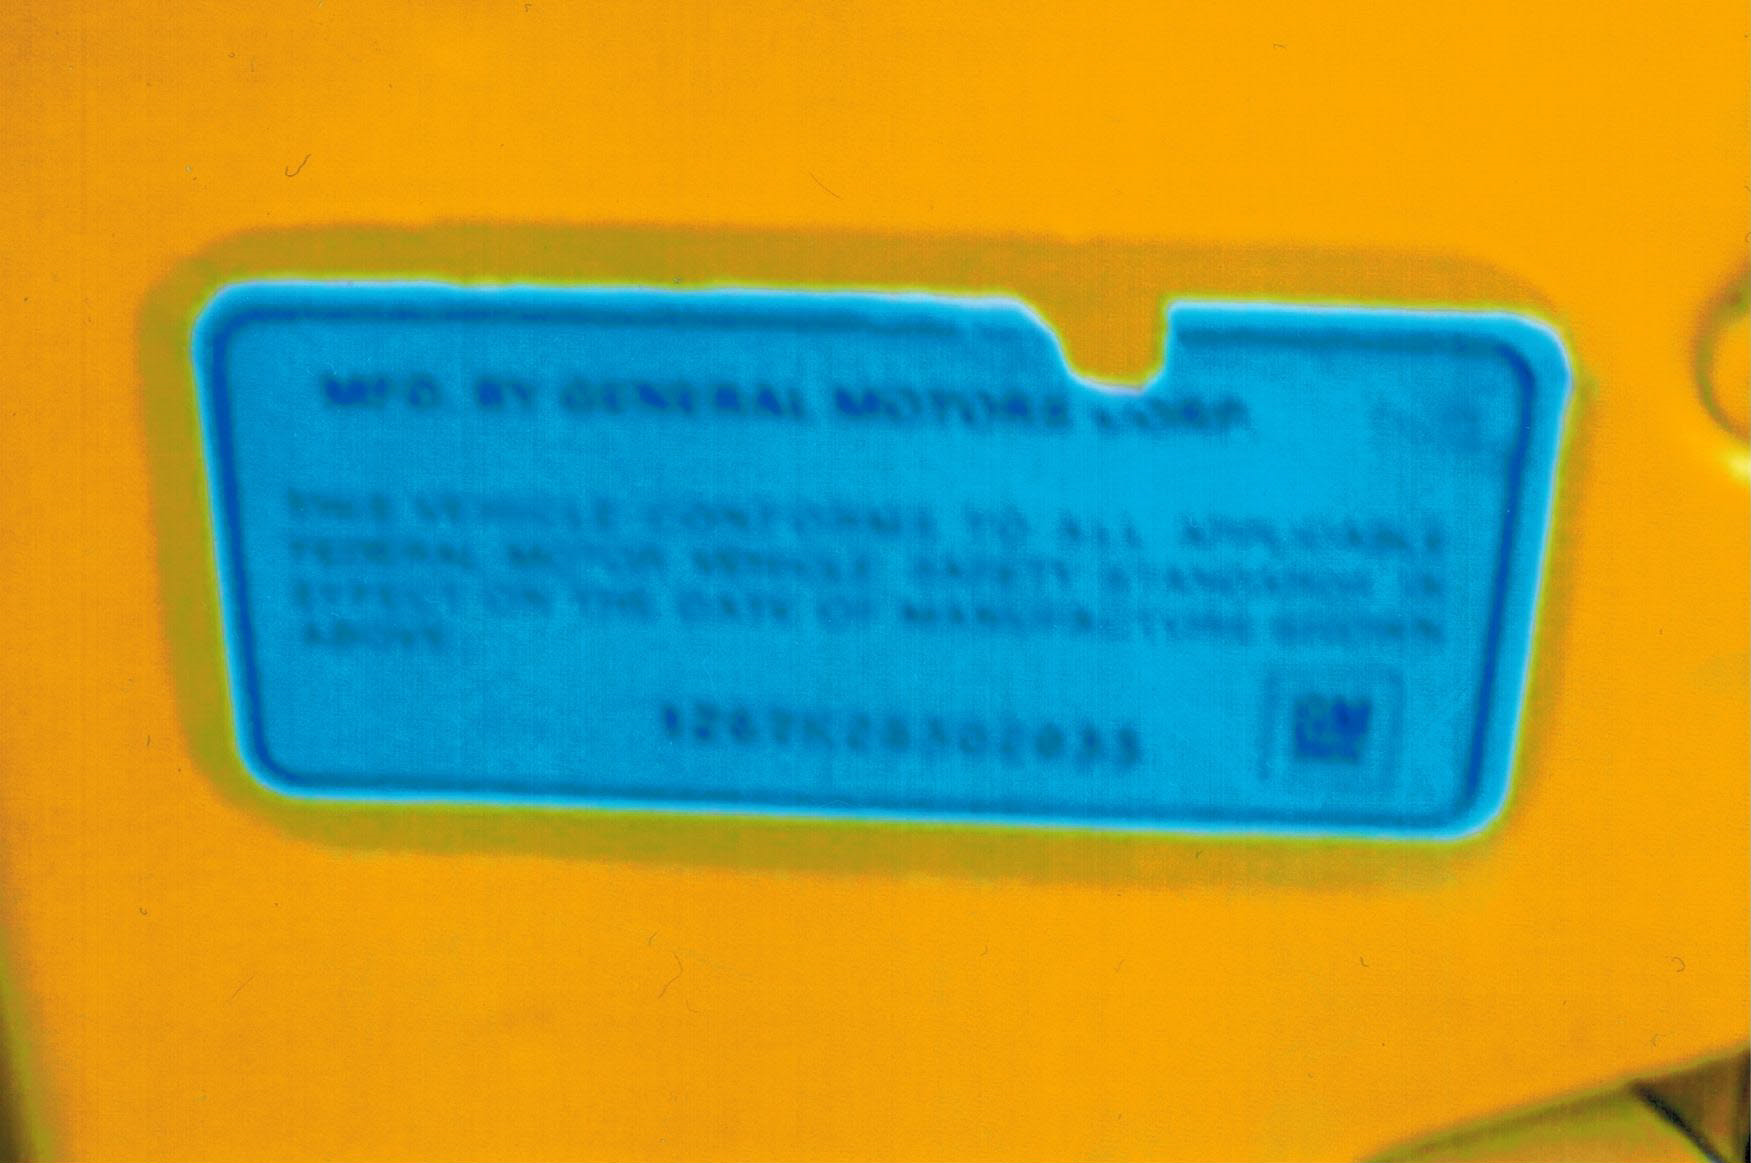 MFD. BY GENERAL MOTORS CORP.
THIS VEHICLE CONFORMS TO ALL APPLICABLE
FEDERAL MOTOR VEHICLE SAFETY STANDARDS IN
EFFECT ON THE DATE OF MANUFACTURE SHOWN
ABOVE
GM